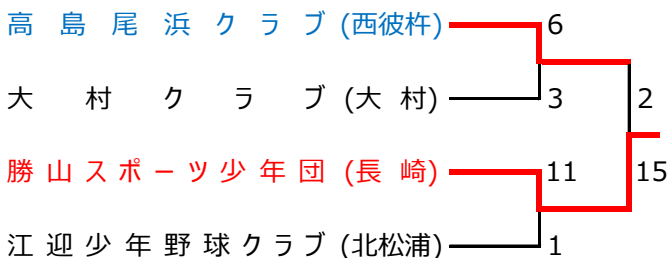 高島尾浜クラブ(西彼杵) 6
大村クラブ(大村) 3 2
勝山スポーツ少年団(長崎) 11 15
江迎少年野球クラブ(北松浦) 1